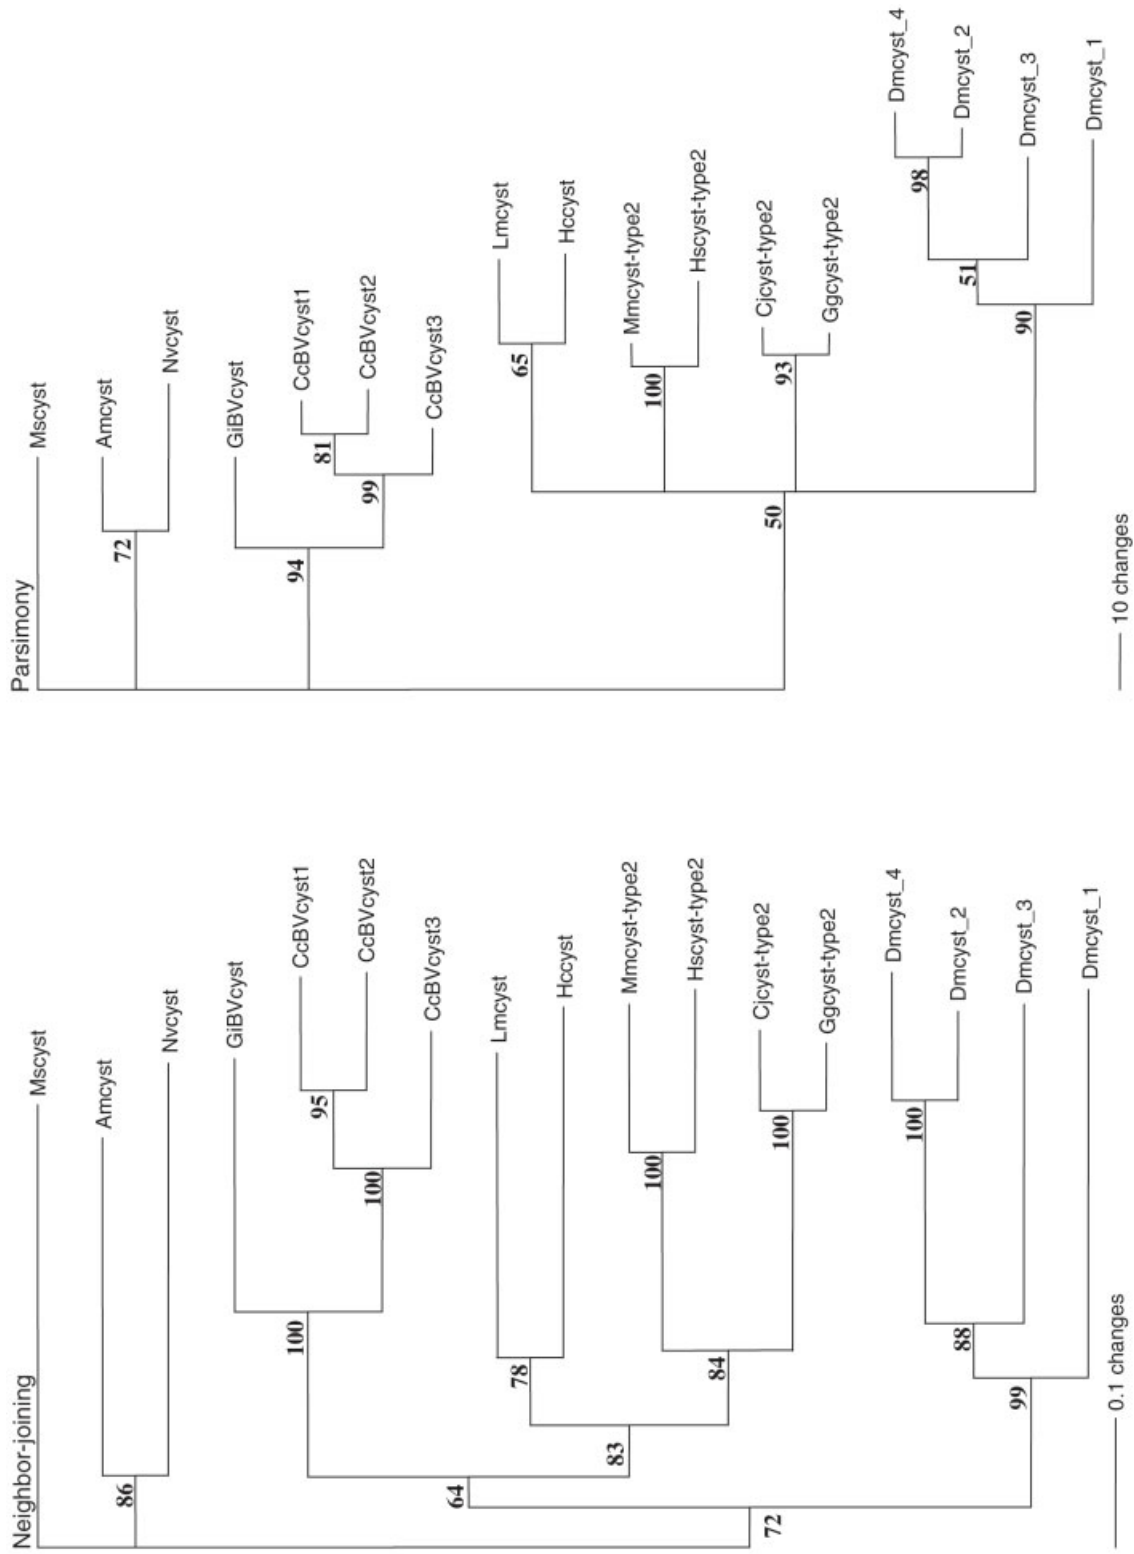 Neighbor-joining
Mscyst
Amcyst
Nvcyst
86
GiBVcyst
CcBVcyst1
CcBVcyst2
CcBVcyst3
95
100
100
Lmcyst
Hccyst
78
Mmcyst-type2
Hscyst-type2
100
Cjcyst-type2
Ggcyst-type2
100
84
83
64
Dmcyst_4
Dmcyst_2
Dmcyst_3
Dmcyst_1
100
88
99
72
0.1 changes
Parsimony
Mscyst
Amcyst
Nvcyst
72
GiBVcyst
CcBVcyst1
CcBVcyst2
CcBVcyst3
81
99
94
Lmcyst
Hccyst
65
Mmcyst-type2
Hscyst-type2
100
Cjcyst-type2
Ggcyst-type2
93
50
Dmcyst_4
Dmcyst_2
Dmcyst_3
Dmcyst_1
98
51
90
10 changes